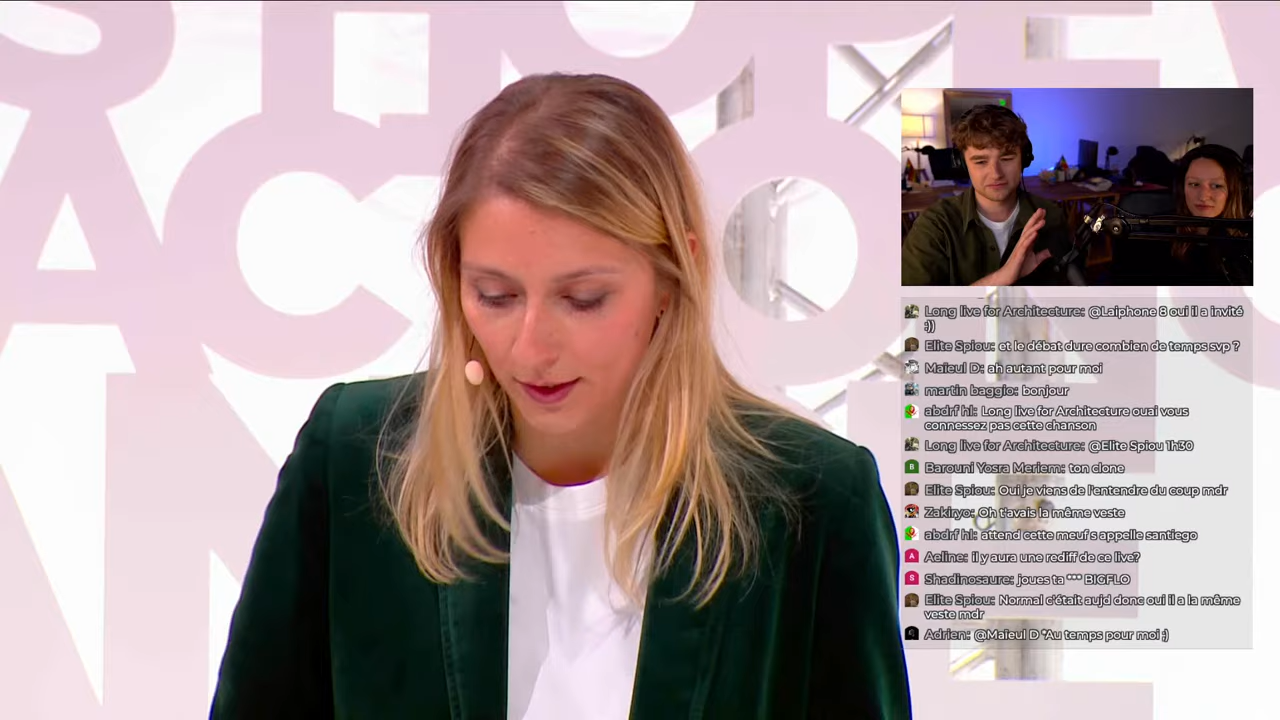 Long live for Architecture: @Laiphone 8 oui il a invité
:))
Elite Spiou: et le débat dure combien de temps svp ?
Maïeul D: ah autant pour moi
martin baggio: bonjour
abdrf hl: Long live for Architecture ouai vous
connessez pas cette chanson
Long live for Architecture: @Elite Spiou 1h30
B Barouni Yosra Meriem: ton clone
Elite Spiou: Oui je viens de l'entendre du coup mdr
Zakiryo: Oh t'avais la même veste
abdrf hl: attend cette meuf s appelle santiego
A Aeline: il y aura une rediff de ce live?
S Shadinosaure: joues ta *** BIGFLO
Elite Spiou: Normal c'était aujd donc oui il a la même
veste mdr
Adrien: @Maïeul D *Au temps pour moi ;)